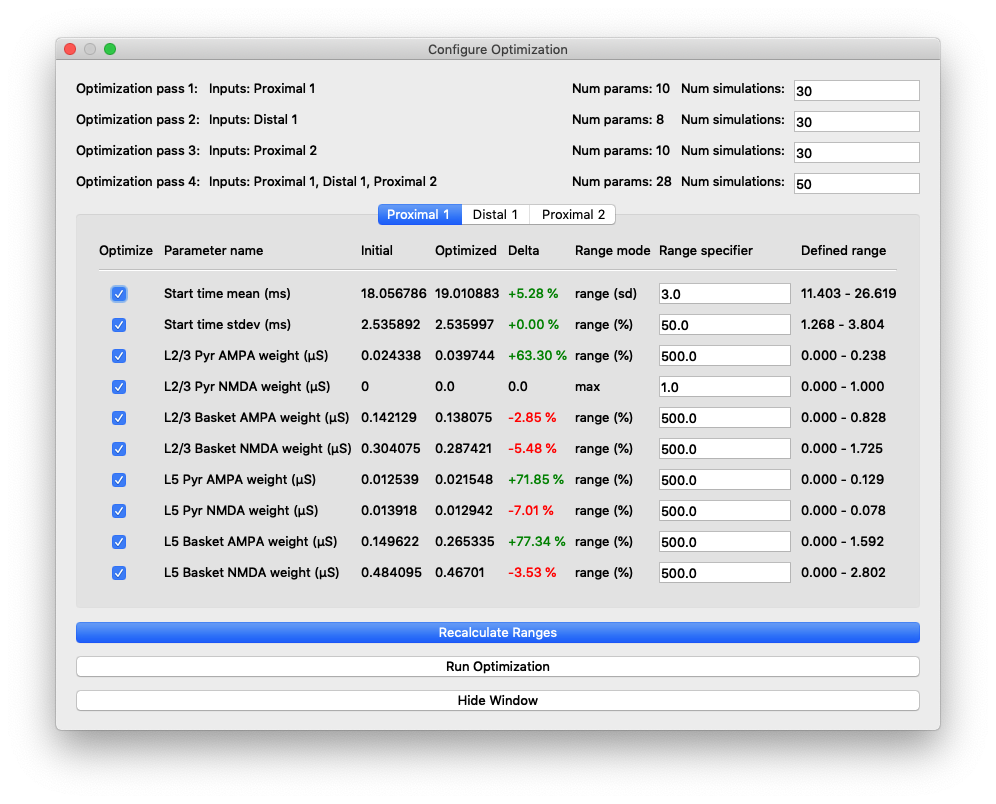 Configure Optimization
Optimization pass 1: Inputs: Proximal 1 Num params: 10 Num simulations: 30
Optimization pass 2: Inputs: Distal 1 Num params: 8 Num simulations: 30
Optimization pass 3: Inputs: Proximal 2 Num params: 10 Num simulations: 30
Optimization pass 4: Inputs: Proximal 1, Distal 1, Proximal 2 Num params: 28 Num simulations: 50
Proximal 1 Distal 1 Proximal 2
Optimize Parameter name Initial Optimized Delta Range mode Range specifier Defined range
Start time mean (ms) 18.056786 19.010883 +5.28 % range (sd) 3.0 11.403 - 26.619
Start time stdev (ms) 2.535892 2.535997 +0.00 % range (%) 50.0 1.268 - 3.804
L2/3 Pyr AMPA weight (µS) 0.024338 0.039744 +63.30 % range (%) 500.0 0.000 - 0.238
L2/3 Pyr NMDA weight (µS) 0 0.0 0.0 max 1.0 0.000 - 1.000
L2/3 Basket AMPA weight (µS) 0.142129 0.138075 -2.85 % range (%) 500.0 0.000 - 0.828
L2/3 Basket NMDA weight (µS) 0.304075 0.287421 -5.48 % range (%) 500.0 0.000 - 1.725
L5 Pyr AMPA weight (µS) 0.012539 0.021548 +71.85 % range (%) 500.0 0.000 - 0.129
L5 Pyr NMDA weight (µS) 0.013918 0.012942 -7.01 % range (%) 500.0 0.000 - 0.078
L5 Basket AMPA weight (µS) 0.149622 0.265335 +77.34 % range (%) 500.0 0.000 - 1.592
L5 Basket NMDA weight (µS) 0.484095 0.46701 -3.53 % range (%) 500.0 0.000 - 2.802
Recalculate Ranges
Run Optimization
Hide Window